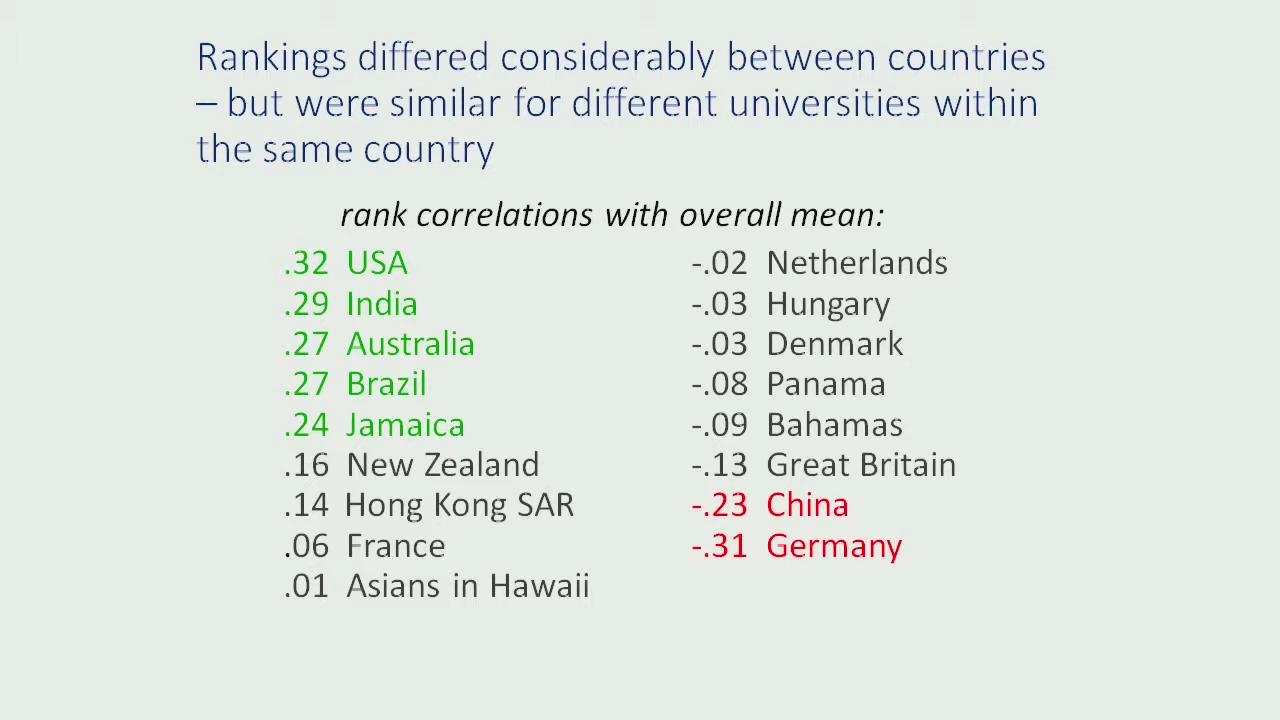 Rankings differed considerably between countries
– but were similar for different universities within
the same country
rank correlations with overall mean:
.32 USA
.29 India
.27 Australia
.27 Brazil
.24 Jamaica
.16 New Zealand
.14 Hong Kong SAR
.06 France
.01 Asians in Hawaii
-.02 Netherlands
-.03 Hungary
-.03 Denmark
-.08 Panama
-.09 Bahamas
-.13 Great Britain
-.23 China
-.31 Germany